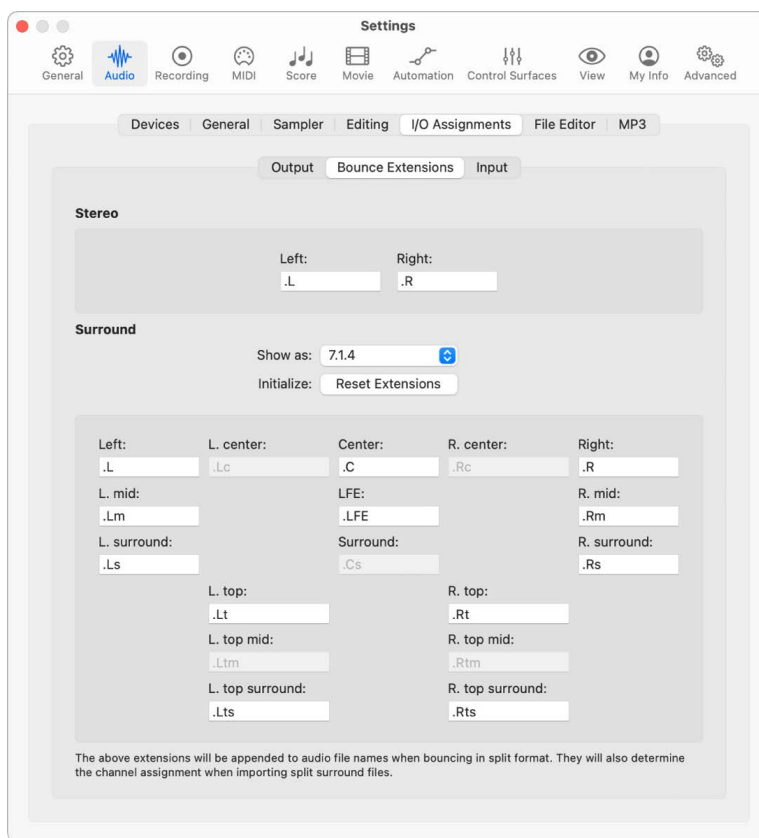 Settings
General Audio Recording MIDI Score Movie Automation Control Surfaces View My Info Advanced
Devices General Sampler Editing I/O Assignments File Editor MP3
Output Bounce Extensions Input
Stereo
Left: Right:
.L .R
Surround
Show as: 7.1.4
Initialize: Reset Extensions
Left: L. center: Center: R. center: Right:
.L .Lc .C .Rc .R
L. mid: LFE: R. mid:
.Lm .LFE .Rm
L. surround: Surround: R. surround:
.Ls .Cs .Rs
L. top: R. top:
.Lt .Rt
L. top mid: R. top mid:
.Ltm .Rtm
L. top surround: R. top surround:
.Lts .Rts
The above extensions will be appended to audio file names when bouncing in split format. They will also determine
the channel assignment when importing split surround files.